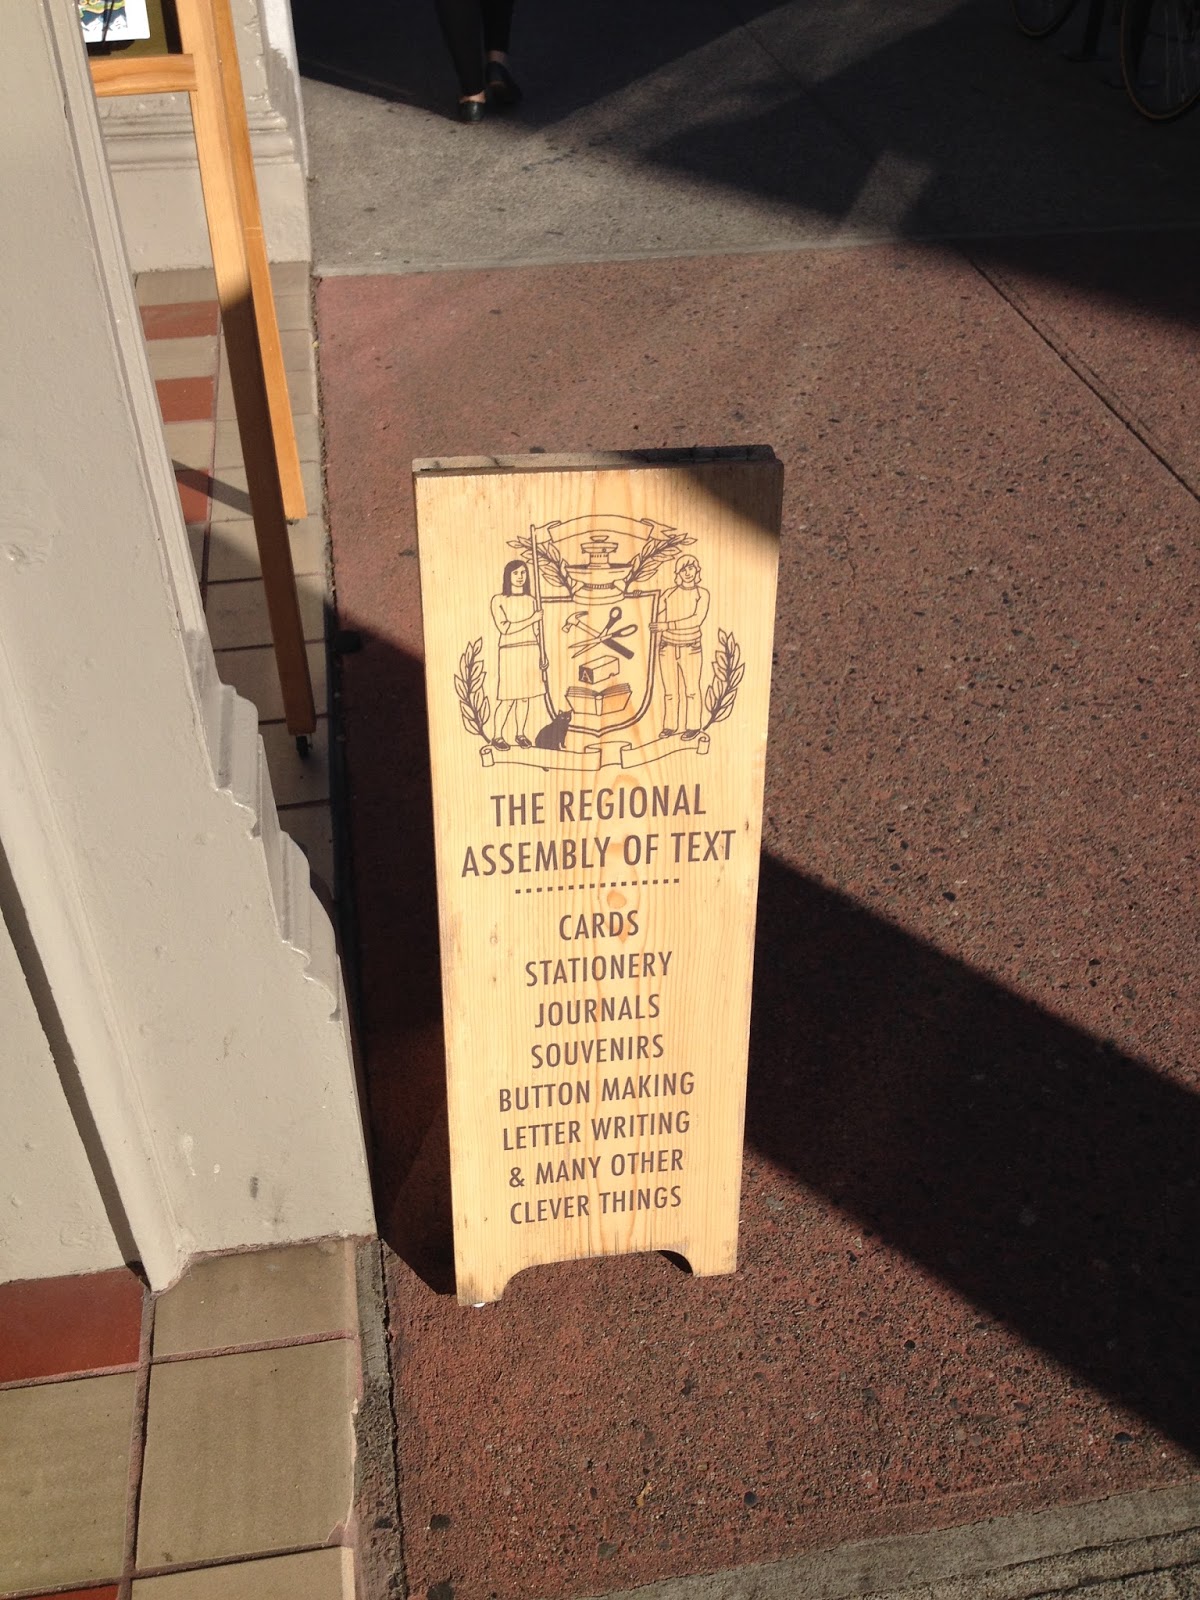 A
THE REGIONAL
ASSEMBLY OF TEXT
CARDS
STATIONERY
JOURNALS
SOUVENIRS
BUTTON MAKING
LETTER WRITING
& MANY OTHER
CLEVER THINGS